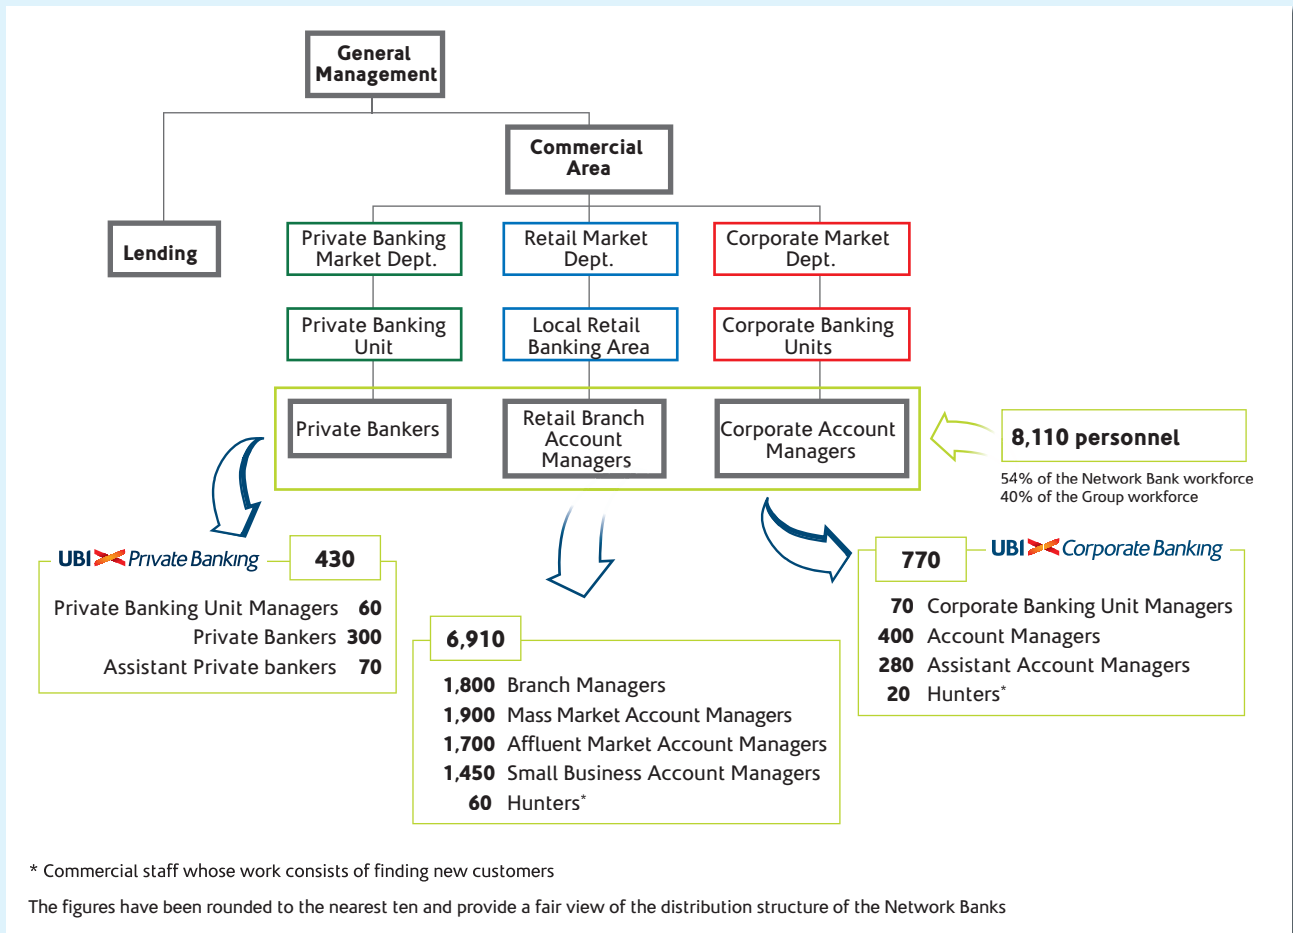 General
Management
Commercial
Area
Lending
Private Banking
Market Dept.
Retail Market
Dept.
Corporate Market
Dept.
Private Banking
Unit
Local Retail
Banking Area
Corporate Banking
Units
Private Bankers
Retail Branch
Account
Managers
Corporate Account
Managers
8,110 personnel
54% of the Network Bank workforce
40% of the Group workforce
UBI Private Banking
430
Private Banking Unit Managers 60
Private Bankers 300
Assistant Private bankers 70
6,910
1,800 Branch Managers
1,900 Mass Market Account Managers
1,700 Affluent Market Account Managers
1,450 Small Business Account Managers
60 Hunters*
770
UBI Corporate Banking
70 Corporate Banking Unit Managers
400 Account Managers
280 Assistant Account Managers
20 Hunters*
* Commercial staff whose work consists of finding new customers
The figures have been rounded to the nearest ten and provide a fair view of the distribution structure of the Network Banks